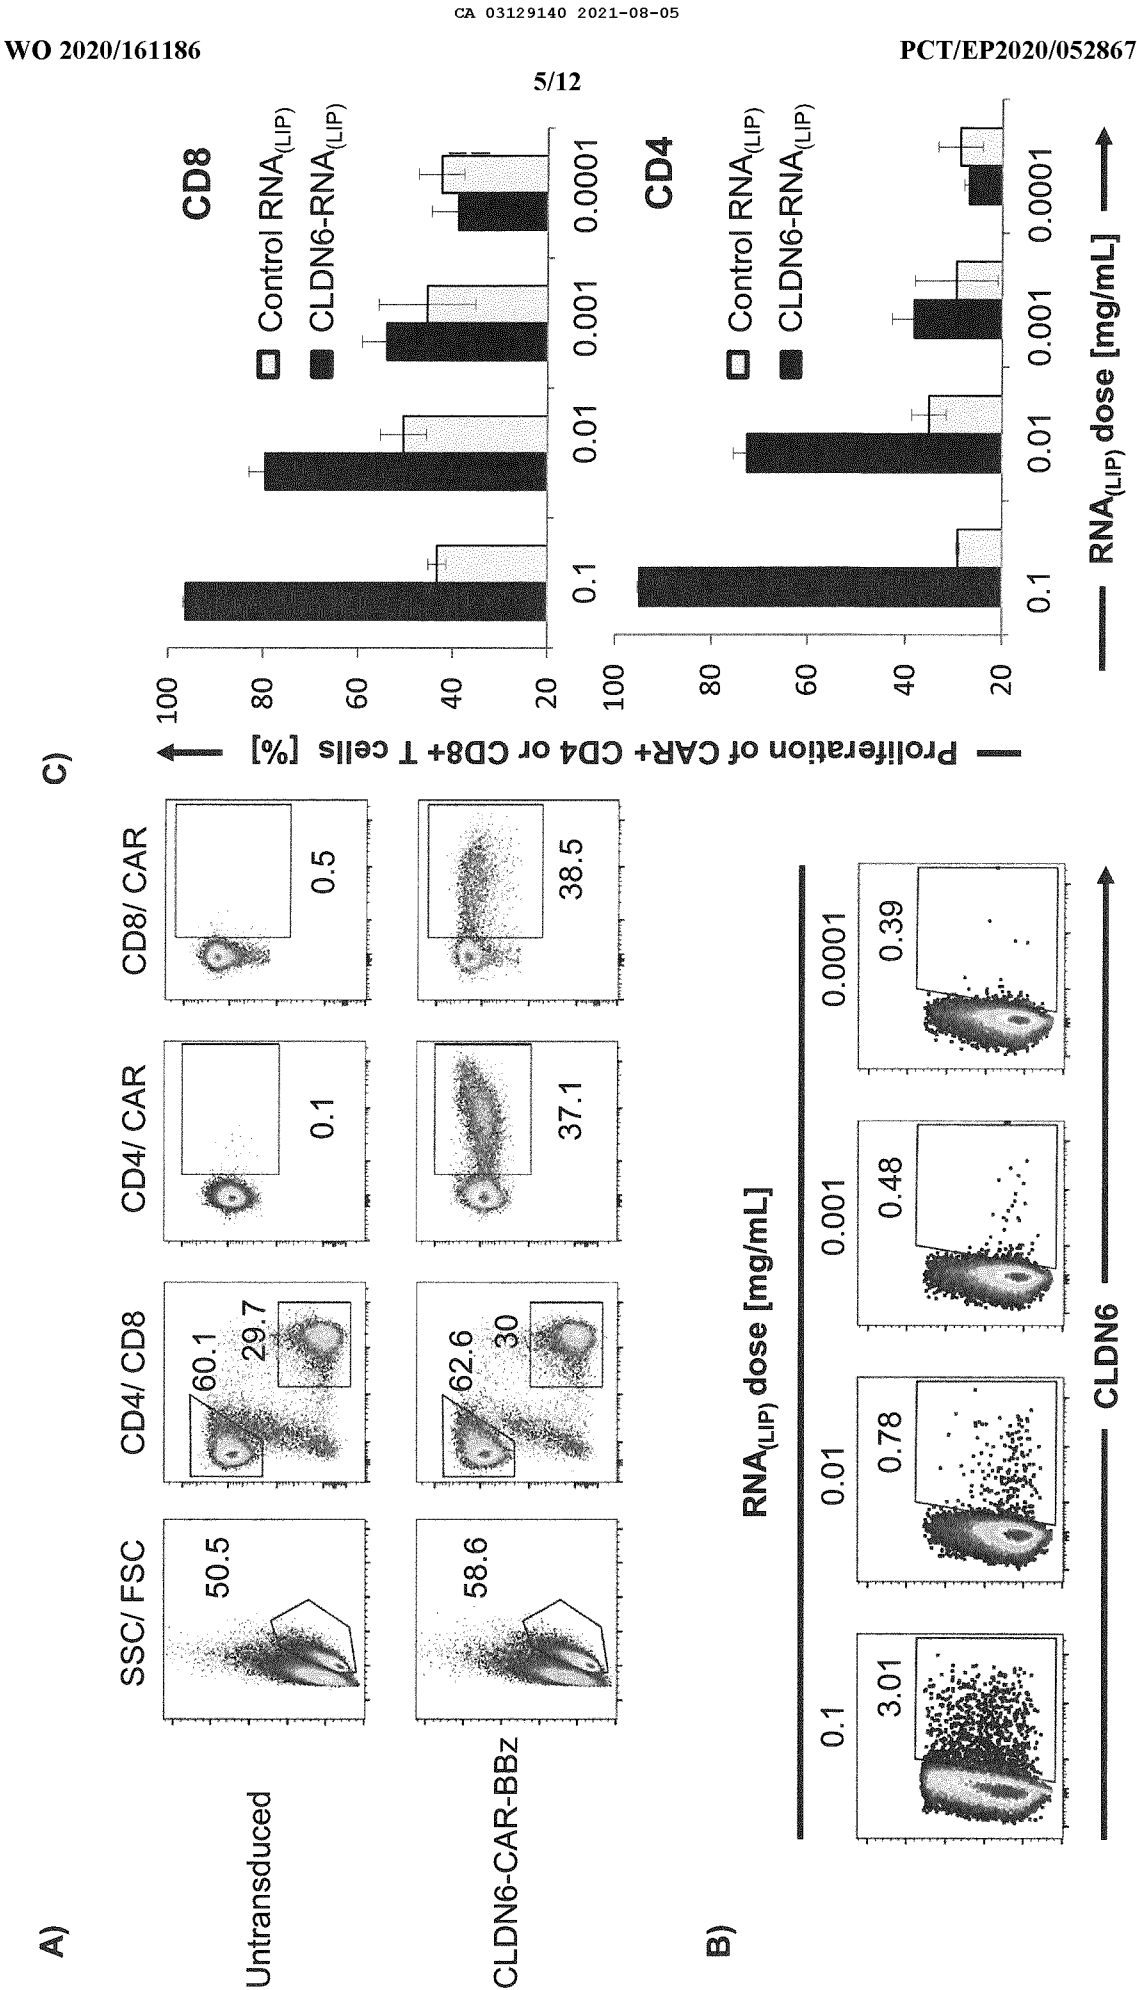 CA 03129140 2021-08-05
WO 2020/161186
PCT/EP2020/052867
5/12
A)
SSC/ FSC
CD4/ CD8
CD4/ CAR
CD8/ CAR
Untransduced
50.5
60.1
29.7
0.1
0.5
CLDN6-CAR-BBz
58.6
62.6
30
37.1
38.5
B)
RNA(LIP) dose [mg/mL]
0.1
0.01
0.001
0.0001
3.01
0.78
0.48
0.39
CLDN6
C)
Proliferation of CAR+ CD4 or CD8+ T cells [%]
CD8
Control RNA(LIP)
CLDN6-RNA(LIP)
100
80
60
40
20
0.1
0.01
0.001
0.0001
CD4
Control RNA(LIP)
CLDN6-RNA(LIP)
100
80
60
40
20
0.1
0.01
0.001
0.0001
RNA(LIP) dose [mg/mL]